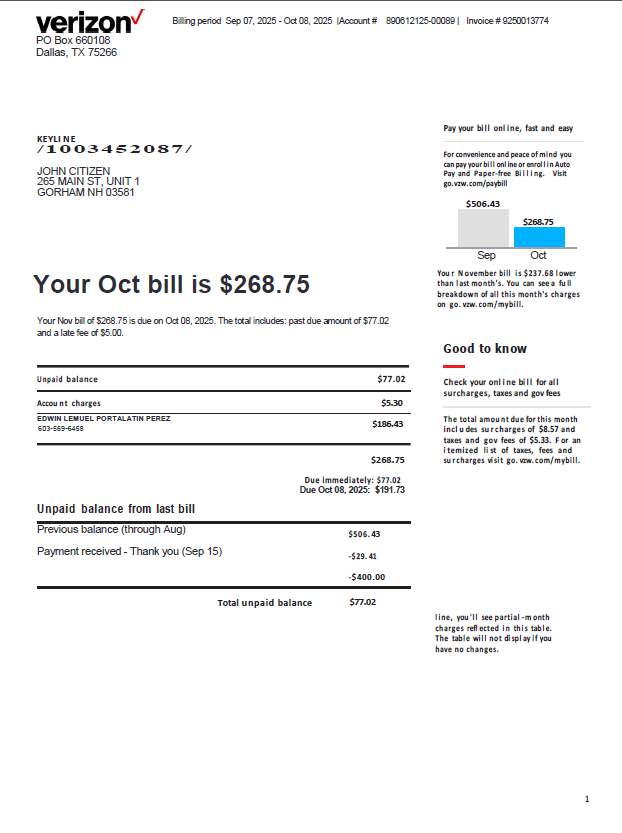 verizon
Billing period Sep 07, 2025 - Oct 08, 2025 |Account # 890612125-00089 | Invoice # 9250013774
PO Box 660108
Dallas, TX 75266
KEYLINE
/1003452087/
JOHN CITIZEN
265 MAIN ST, UNIT 1
GORHAM NH 03581
Pay your bill online, fast and easy
For convenience and peace of mind you
can pay your bill online or enroll in Auto
Pay and Paper-free Billing. Visit
go.vzw.com/paybill
$506.43
$268.75
Sep Oct
Your November bill is $237.68 lower
than last month's. You can see a full
breakdown of all this month's charges
on go.vzw.com/mybill.
Your Oct bill is $268.75
Your Nov bill of $268.75 is due on Oct 08, 2025. The total includes: past due amount of $77.02
and a late fee of $5.00.
Unpaid balance $77.02
Account charges $5.30
EDWIN LEMUEL PORTALATIN PEREZ
603-569-6458 $186.43
$268.75
Due immediately: $77.02
Due Oct 08, 2025: $191.73
Good to know
Check your online bill for all
surcharges, taxes and gov fees
The total amount due for this month
includes surcharges of $8.57 and
taxes and gov fees of $5.33. For an
itemized list of taxes, fees and
surcharges visit go.vzw.com/mybill.
Unpaid balance from last bill
Previous balance (through Aug) $506.43
Payment received - Thank you (Sep 15) -$29.41
-$400.00
Total unpaid balance $77.02
line, you'll see partial-month
charges reflected in this table.
The table will not display if you
have no changes.
1